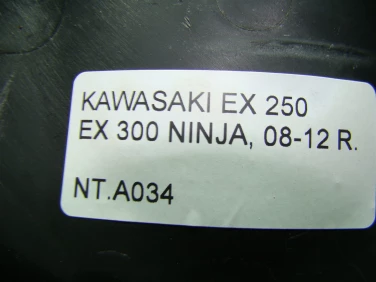 KAWASAKI EX 250
EX 300 NINJA, 08-12 R.
NT.A034